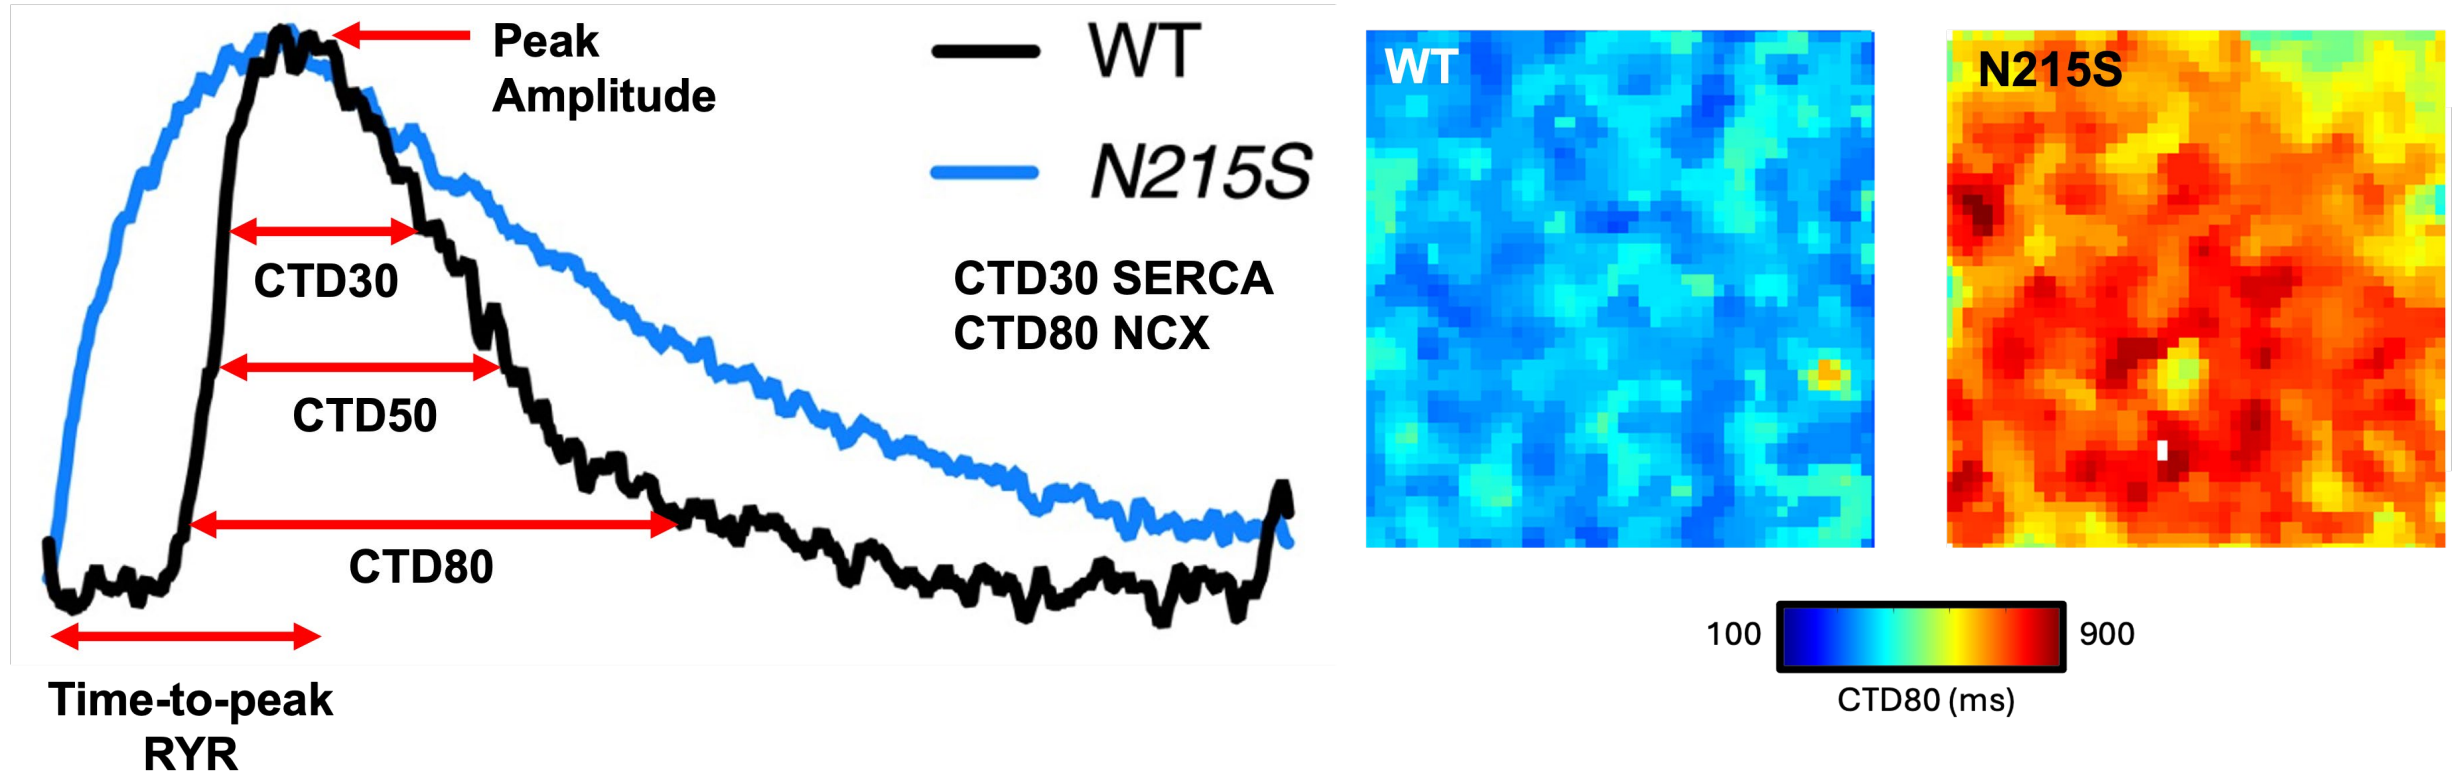 Peak
Amplitude
WT
N215S
CTD30
CTD30 SERCA
CTD80 NCX
CTD50
CTD80
Time-to-peak
RYR
WT
N215S
100
900
CTD80 (ms)